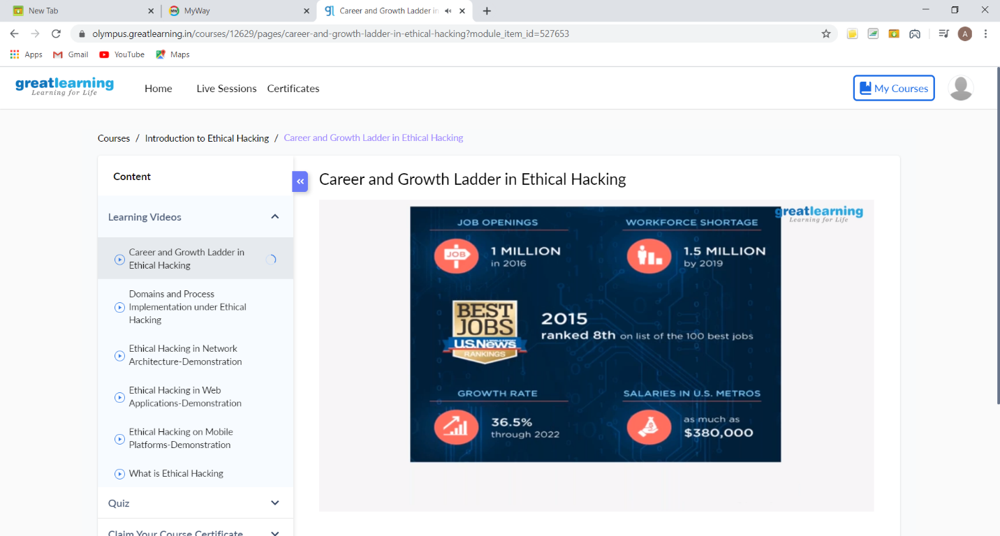 New Tab
MyWay
Career and Growth Ladder in
olympus.greatlearning.in/courses/12629/pages/career-and-growth-ladder-in-ethical-hacking?module_item_id=527653
A
Apps
Gmail
YouTube
Maps
greatlearning
Learning for Life
Home
Live Sessions
Certificates
My Courses
Courses / Introduction to Ethical Hacking / Career and Growth Ladder in Ethical Hacking
Content
Learning Videos
Career and Growth Ladder in
Ethical Hacking
Domains and Process
Implementation under Ethical
Hacking
Ethical Hacking in Network
Architecture-Demonstration
Ethical Hacking in Web
Applications-Demonstration
Ethical Hacking on Mobile
Platforms-Demonstration
What is Ethical Hacking
Quiz
Claim Your Course Certificate
Career and Growth Ladder in Ethical Hacking
greatlearning
Learning for Life
JOB OPENINGS
JOB
1 MILLION
in 2016
WORKFORCE SHORTAGE
1.5 MILLION
by 2019
BEST
JOBS
U.S.News
RANKINGS
2015
ranked 8th on list of the 100 best jobs
GROWTH RATE
36.5%
through 2022
SALARIES IN U.S. METROS
as much as
$380,000